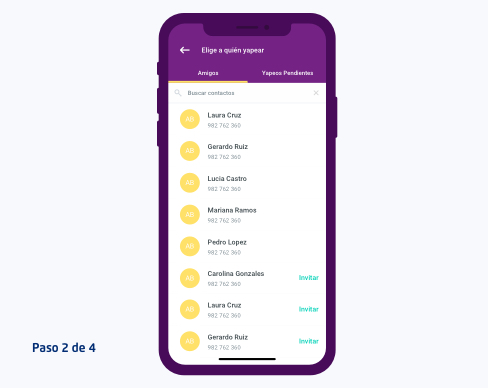 Elige a quién yapear
Amigos
Yapeos Pendientes
Buscar contactos
AB
Laura Cruz
982 762 360
AB
Gerardo Ruiz
982 762 360
AB
Lucia Castro
982 762 360
AB
Mariana Ramos
982 762 360
AB
Pedro Lopez
982 762 360
AB
Carolina Gonzales
982 762 360
Invitar
AB
Laura Cruz
982 762 360
Invitar
AB
Gerardo Ruiz
982 762 360
Invitar
Paso 2 de 4